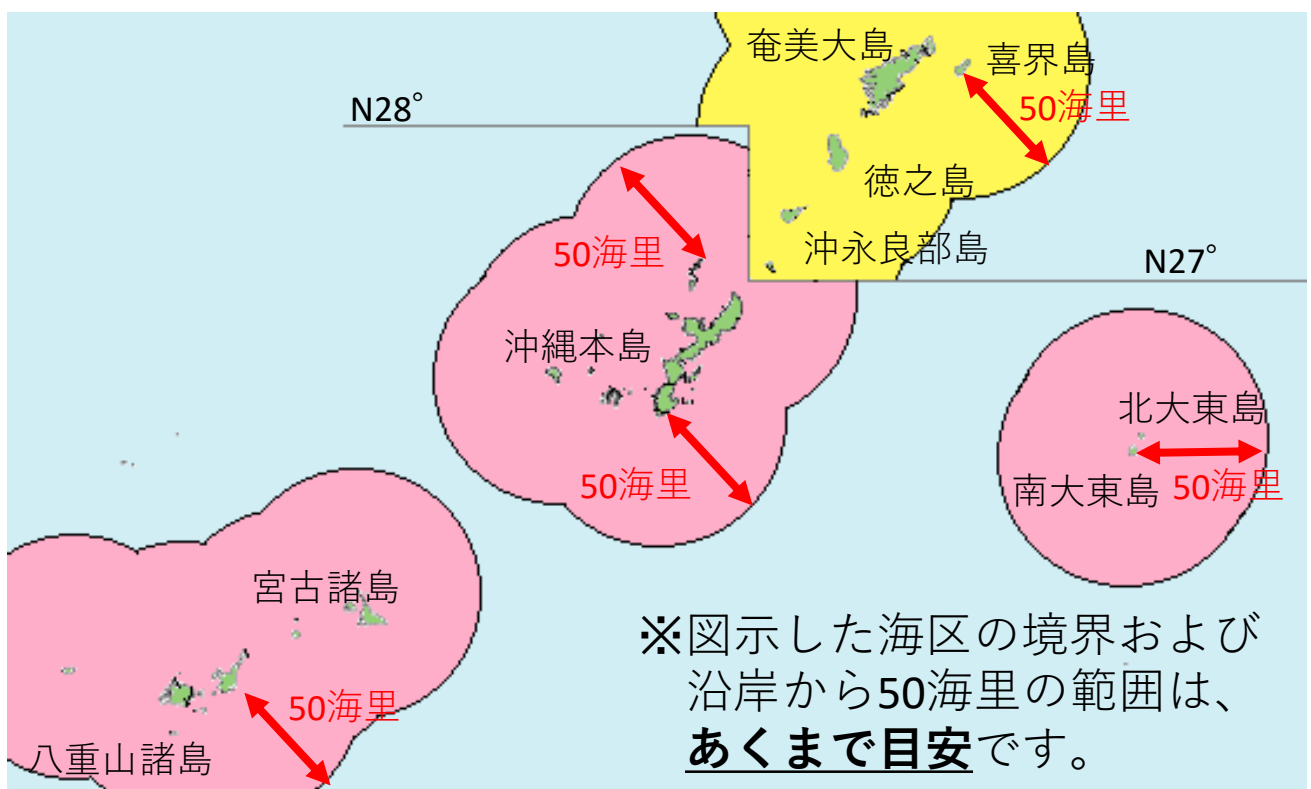 奄美大島
喜界島
N28°
50海里
徳之島
50海里
沖永良部島
N27°
沖縄本島
北大東島
50海里
南大東島
50海里
宮古諸島
50海里
八重山諸島
※図示した海区の境界および
沿岸から50海里の範囲は、
あくまで目安です。